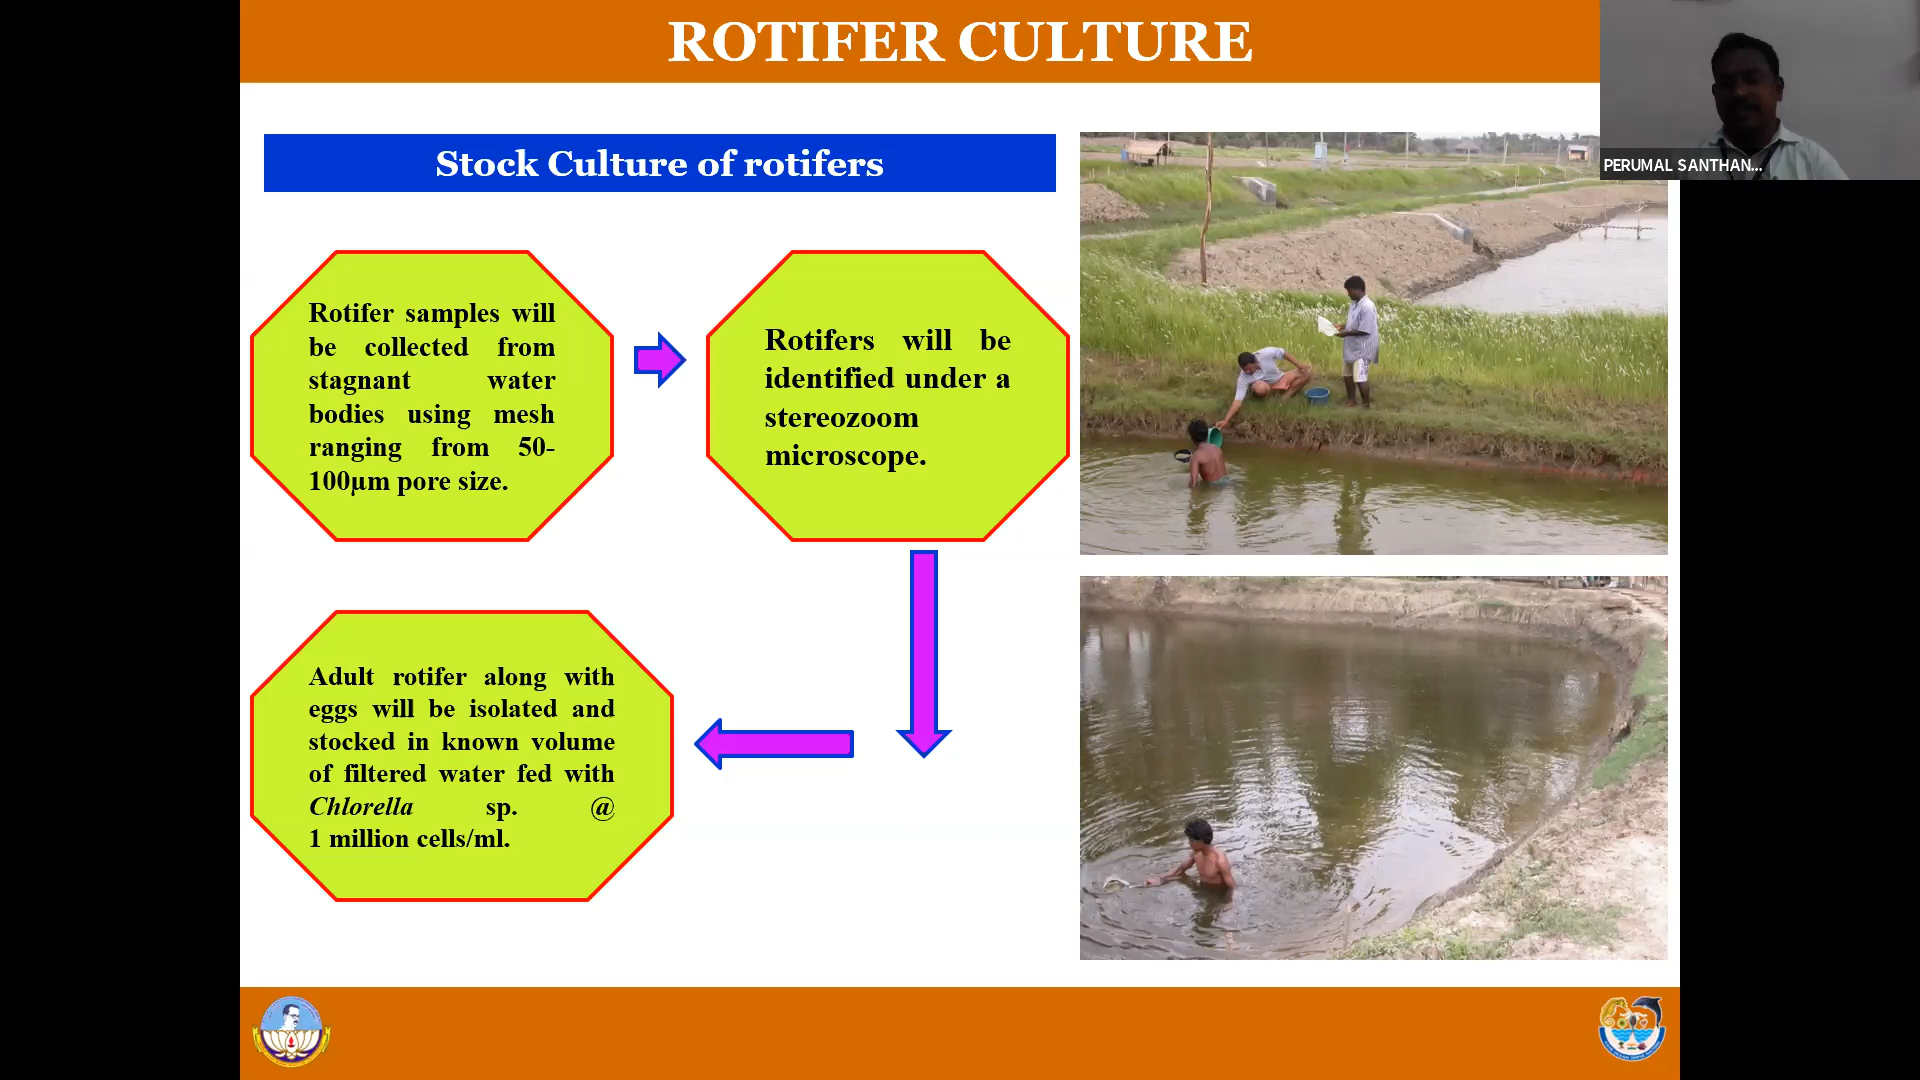 ROTIFER CULTURE
PERUMAL SANTHAN...
Stock Culture of rotifers
Rotifer samples will
be collected from
stagnant water
bodies using mesh
ranging from 50-
100µm pore size.
Rotifers will be
identified under a
stereozoom
microscope.
Adult rotifer along with
eggs will be isolated and
stocked in known volume
of filtered water fed with
Chlorella sp. @
1 million cells/ml.